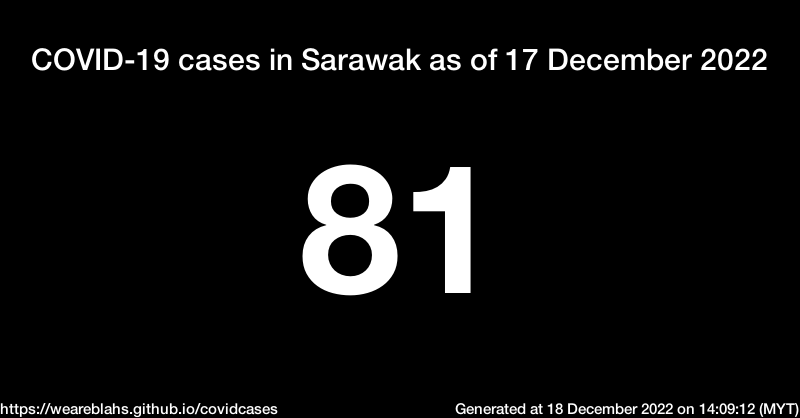 COVID-19 cases in Sarawak as of 17 December 2022
81
https://weareblahs.github.io/covidcases
Generated at 18 December 2022 on 14:09:12 (MYT)